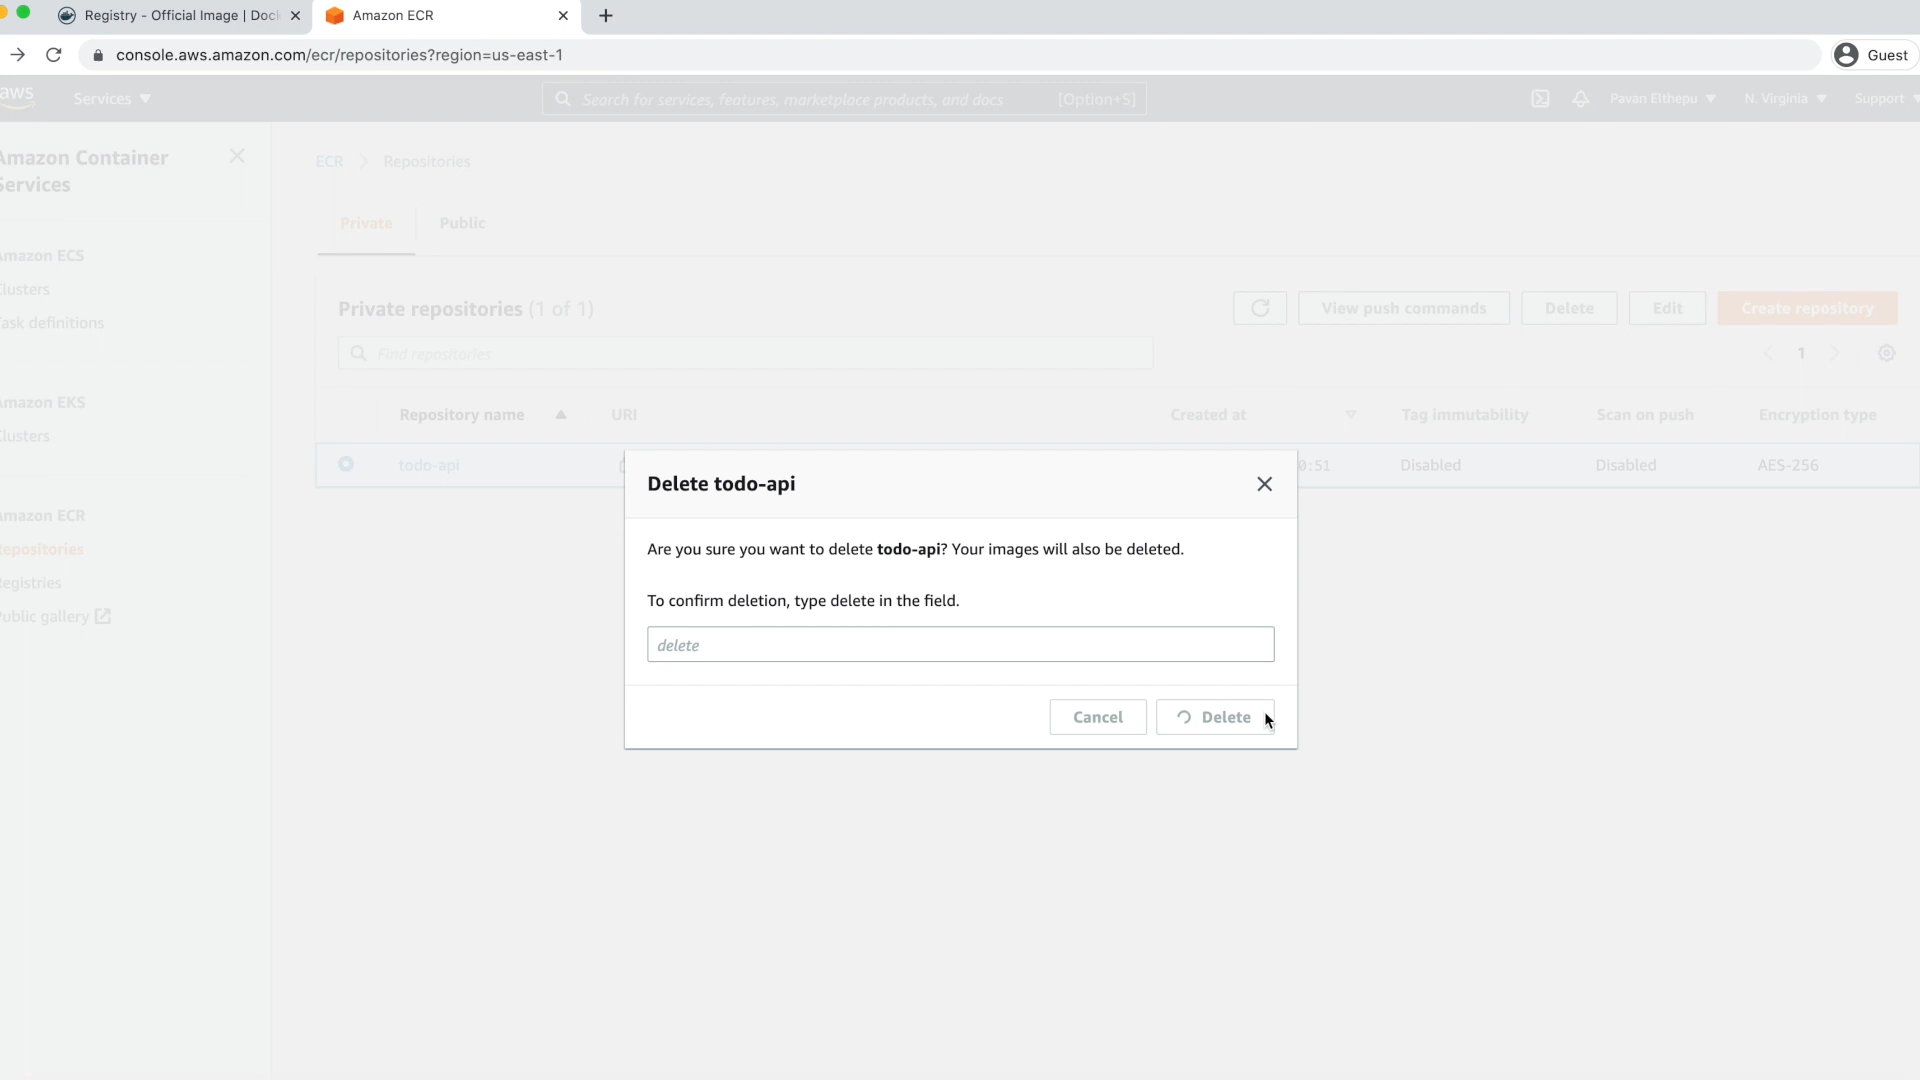 Registry - Official Image | Dock
Amazon ECR
console.aws.amazon.com/ecr/repositories?region=us-east-1
Guest
aws
Services
Search for services, features, marketplace products, and docs
[Option+S]
Pavan Elthepu
N. Virginia
Support
Amazon Container
Services
ECR
Repositories
Private
Public
Amazon ECS
Clusters
Task definitions
Private repositories (1 of 1)
View push commands
Delete
Edit
Create repository
Find repositories
1
Amazon EKS
Clusters
Repository name
URI
Created at
Tag immutability
Scan on push
Encryption type
todo-api
0:51
Disabled
Disabled
AES-256
Amazon ECR
Repositories
Registries
Public gallery
Delete todo-api
Are you sure you want to delete todo-api? Your images will also be deleted.
To confirm deletion, type delete in the field.
delete
Cancel
Delete